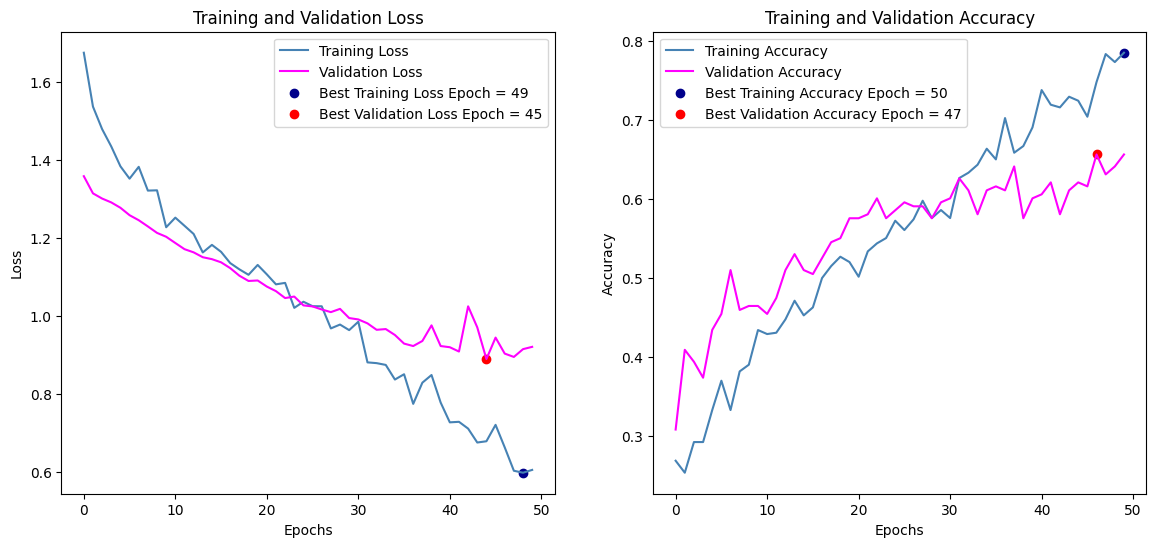 Training and Validation Loss
Training Loss
Validation Loss
Best Training Loss Epoch = 49
Best Validation Loss Epoch = 45
Loss
1.6
1.4
1.2
1.0
0.8
0.6
0
10
20
30
40
50
Epochs
Training and Validation Accuracy
Training Accuracy
Validation Accuracy
Best Training Accuracy Epoch = 50
Best Validation Accuracy Epoch = 47
Accuracy
0.8
0.7
0.6
0.5
0.4
0.3
0
10
20
30
40
50
Epochs